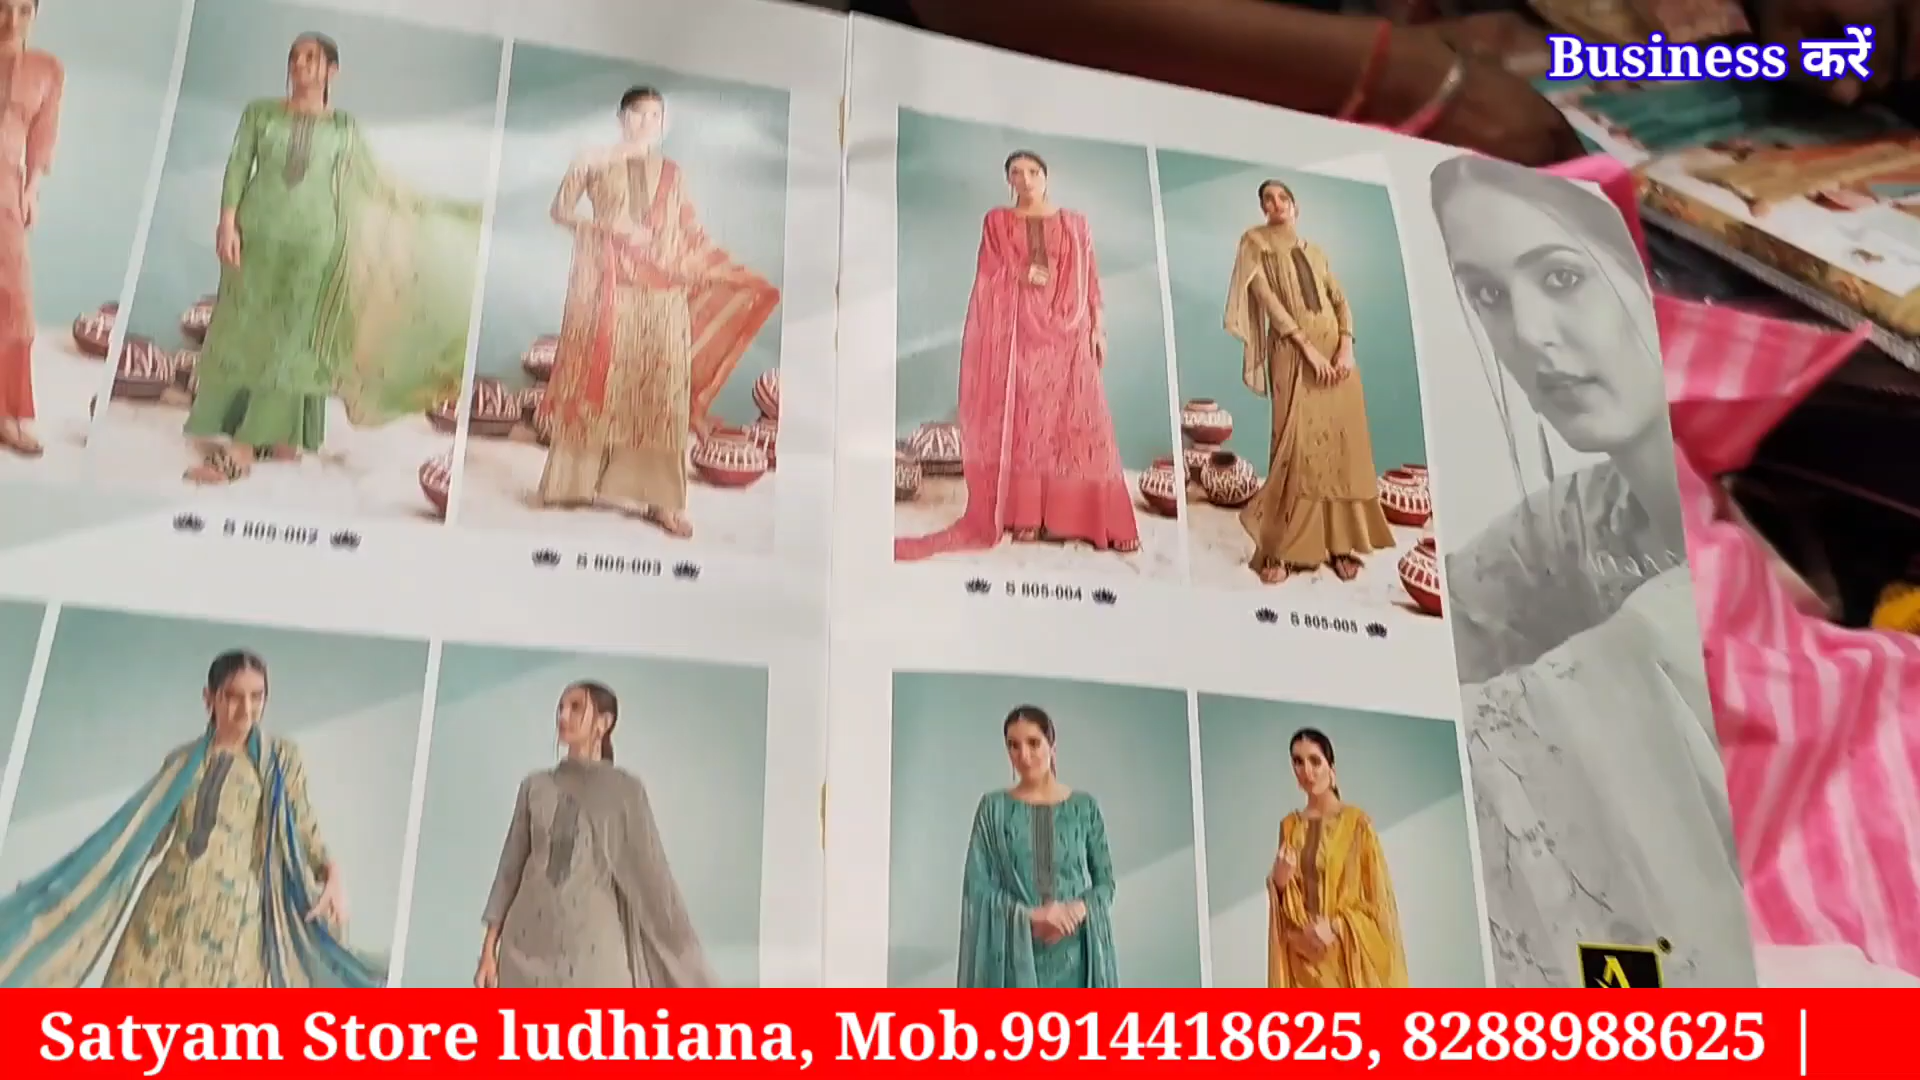 Business करें
S 805-002
S 805-003
S 805-004
S 805-005
Satyam Store ludhiana, Mob.9914418625, 8288988625 |